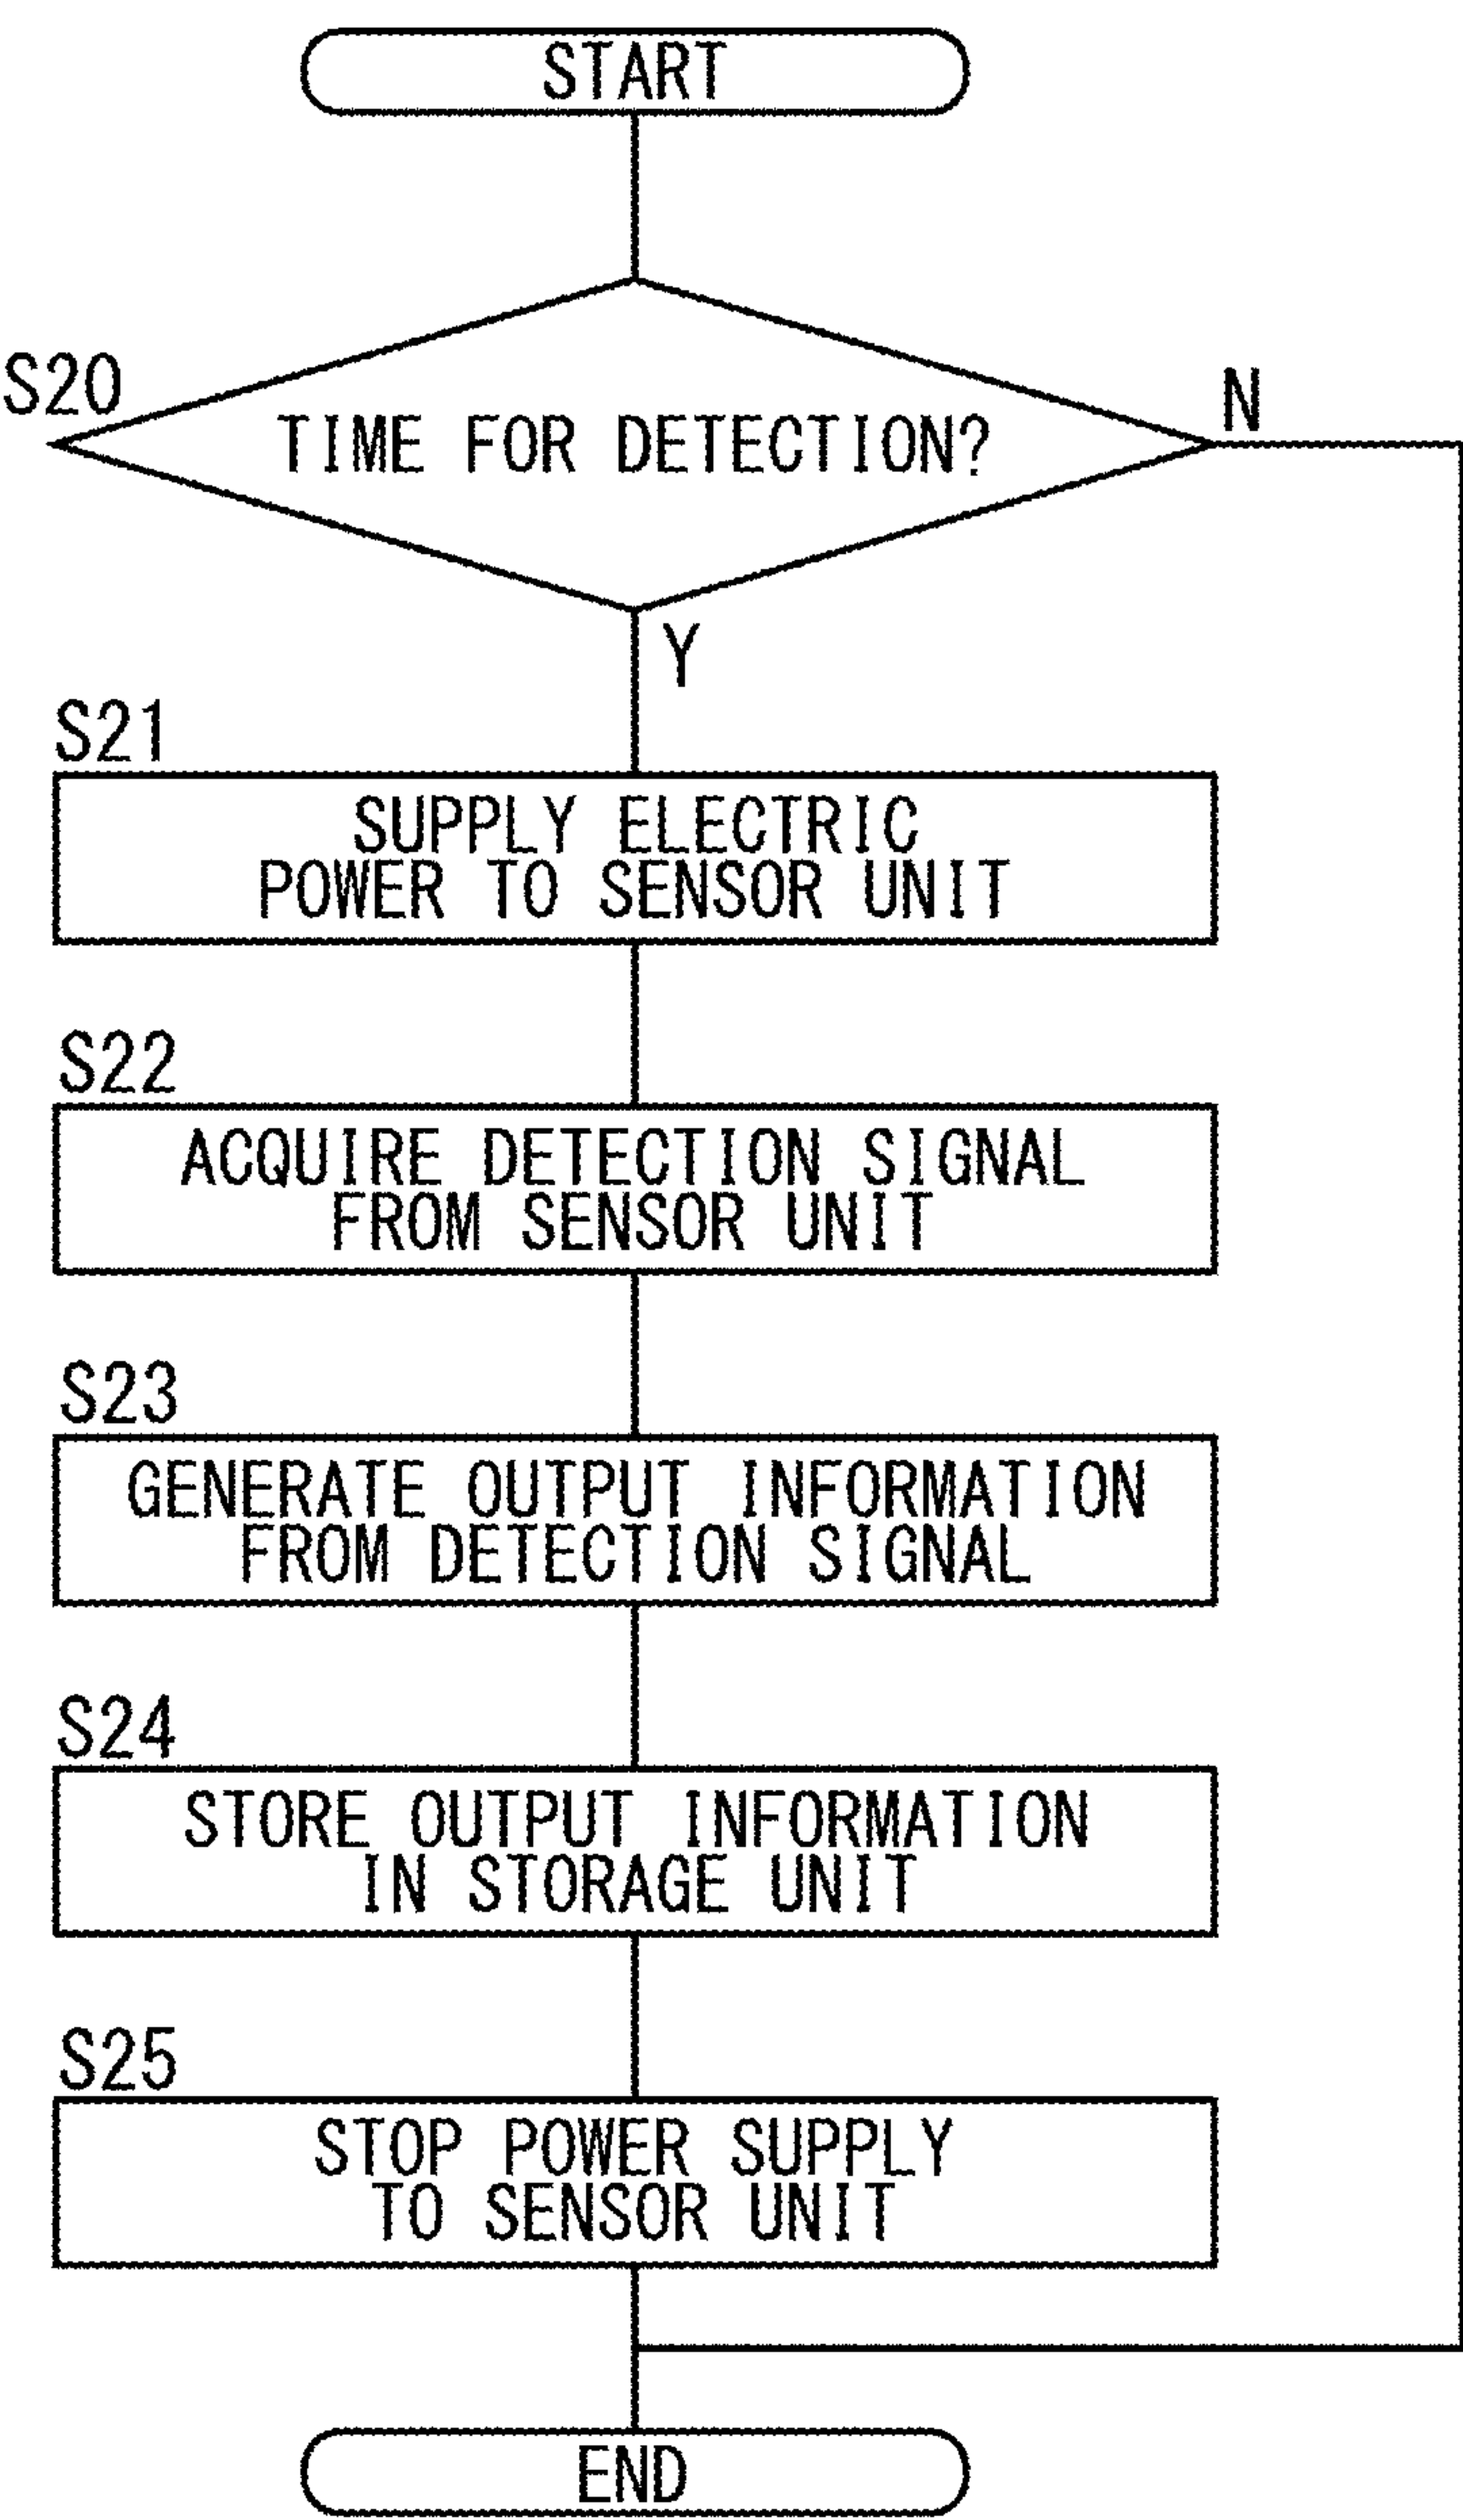 START
S20
TIME FOR DETECTION?
N
Y
S21
SUPPLY ELECTRIC
POWER TO SENSOR UNIT
S22
ACQUIRE DETECTION SIGNAL
FROM SENSOR UNIT
S23
GENERATE OUTPUT INFORMATION
FROM DETECTION SIGNAL
S24
STORE OUTPUT INFORMATION
IN STORAGE UNIT
S25
STOP POWER SUPPLY
TO SENSOR UNIT
END